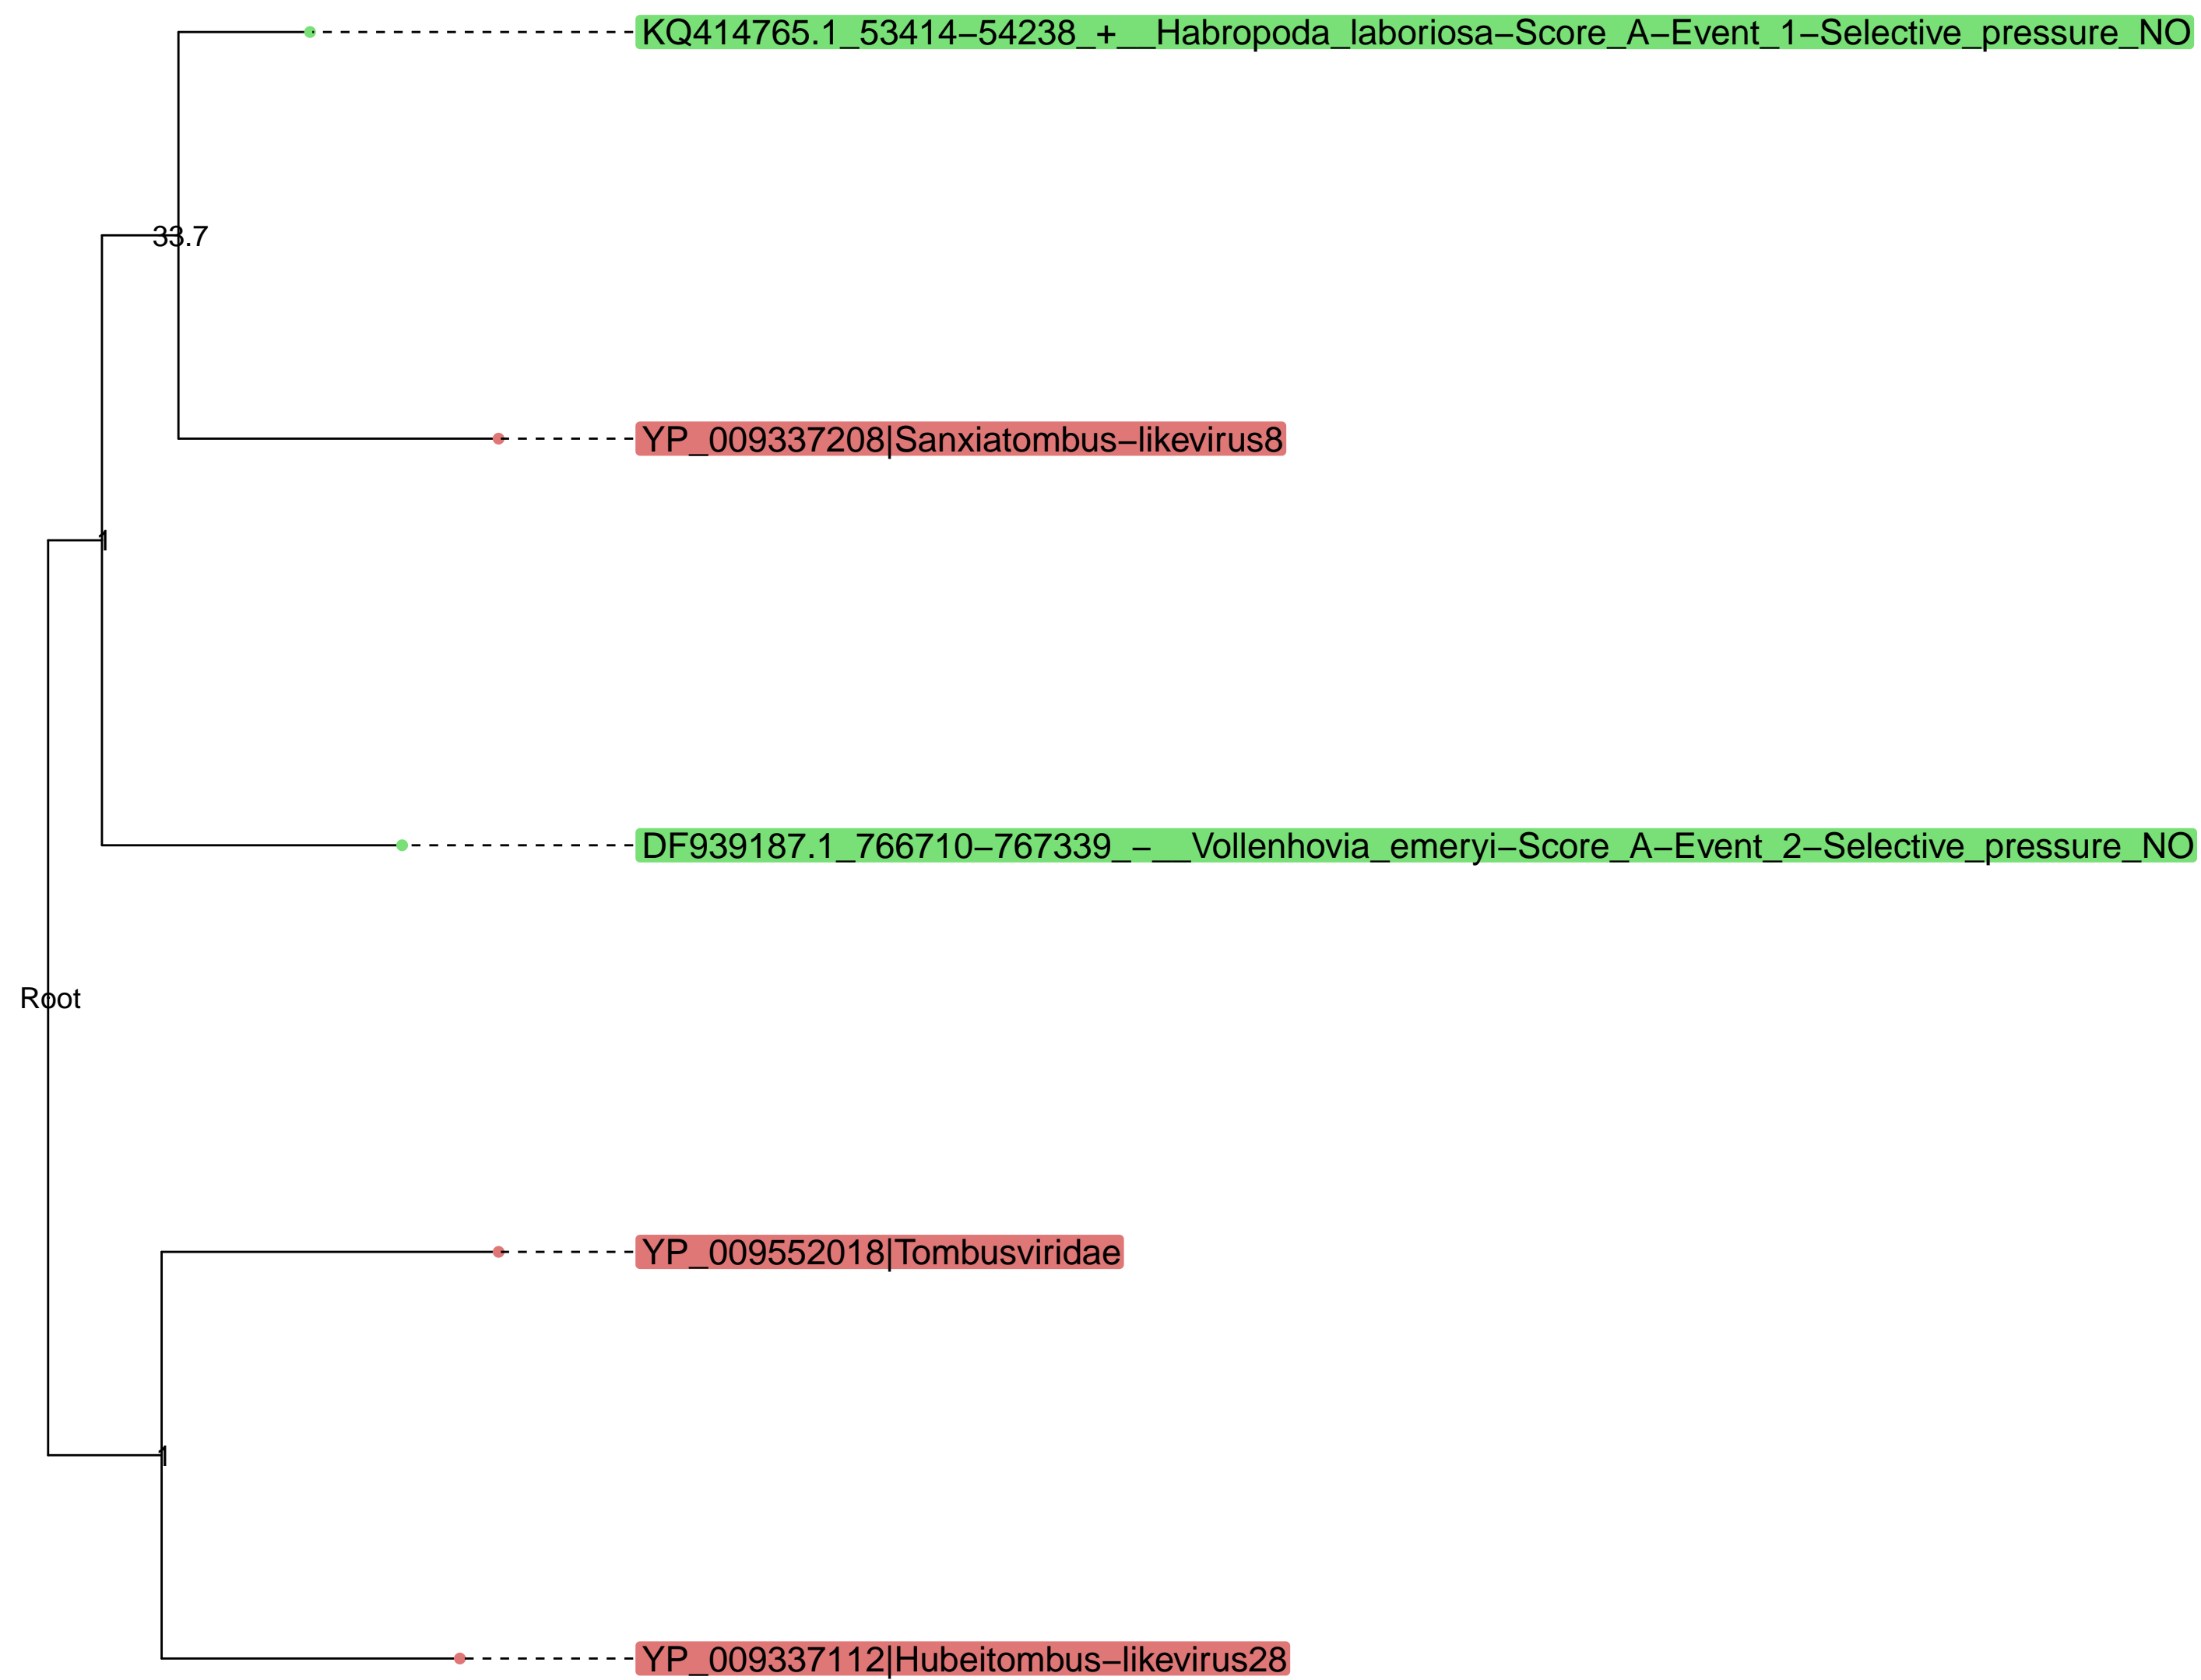 KQ414765.1_53414−54238_+__Habropoda_laboriosa−Score_A−Event_1−Selective_pressure_NO
33.7
YP_009337208|Sanxiatombus−likevirus8
1
DF939187.1_766710−767339_−__Vollenhovia_emeryi−Score_A−Event_2−Selective_pressure_NO
Root
YP_009552018|Tombusviridae
1
YP_009337112|Hubeitombus−likevirus28